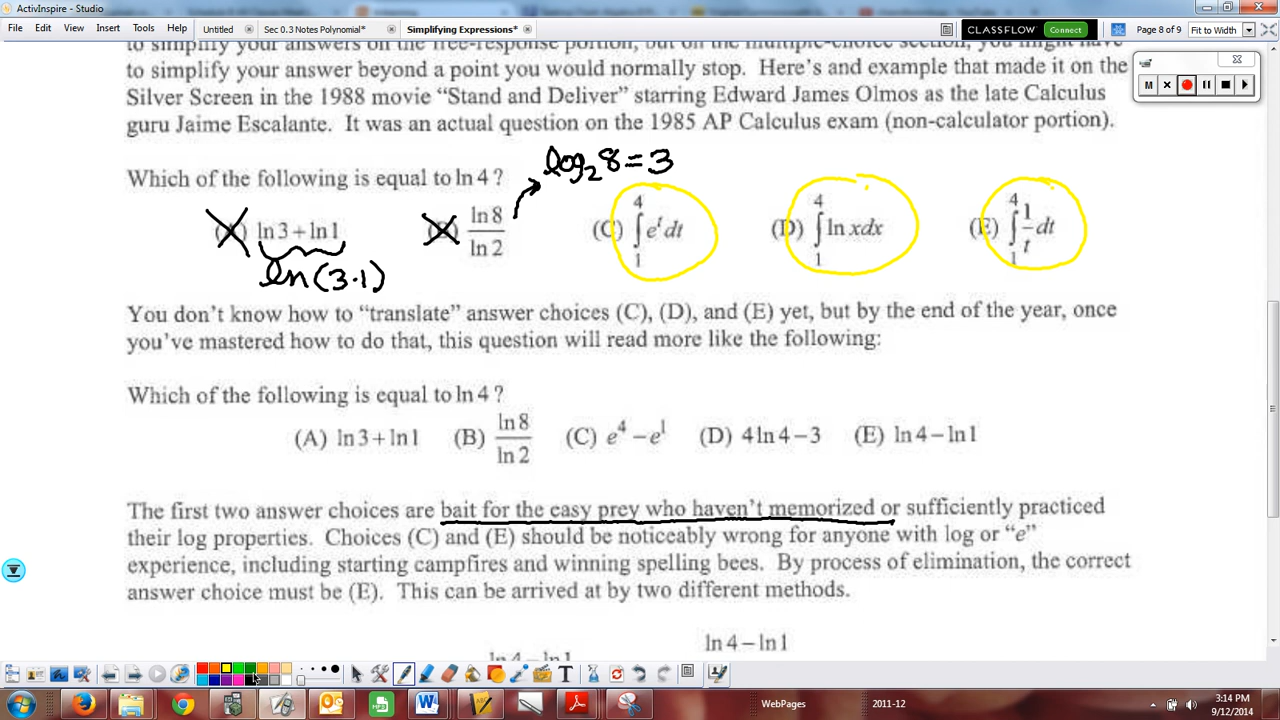 ActivInspire - Studio
File Edit View Insert Tools Help Untitled Sec 0.3 Notes Polynomial* Simplifying Expressions* CLASSFLOW Connect Page 8 of 9 Fit to Width
to simplify your answers in the free-response portion, but on the multiple-choice section, you might have
to simplify your answer beyond a point you would normally stop. Here's and example that made it on the
Silver Screen in the 1988 movie “Stand and Deliver” starring Edward James Olmos as the late Calculus
guru Jaime Escalante. It was an actual question on the 1985 AP Calculus exam (non-calculator portion).
log₂8=3
Which of the following is equal to ln 4 ?
ln 3 + ln 1 ln 8 / ln 2 (C) ∫₁⁴ eᵗ dt (D) ∫₁⁴ ln x dx (E) ∫₁⁴ 1/t dt
ln(3·1)
You don't know how to “translate” answer choices (C), (D), and (E) yet, but by the end of the year, once
you've mastered how to do that, this question will read more like the following:
Which of the following is equal to ln 4 ?
(A) ln 3 + ln 1 (B) ln 8 / ln 2 (C) e⁴ – e¹ (D) 4 ln 4 – 3 (E) ln 4 – ln 1
The first two answer choices are bait for the easy prey who haven't memorized or sufficiently practiced
their log properties. Choices (C) and (E) should be noticeably wrong for anyone with log or “e”
experience, including starting campfires and winning spelling bees. By process of elimination, the correct
answer choice must be (E). This can be arrived at by two different methods.
ln 4 – ln 1
ln 4 – ln 1
WebPages 2011-12 3:14 PM
9/12/2014